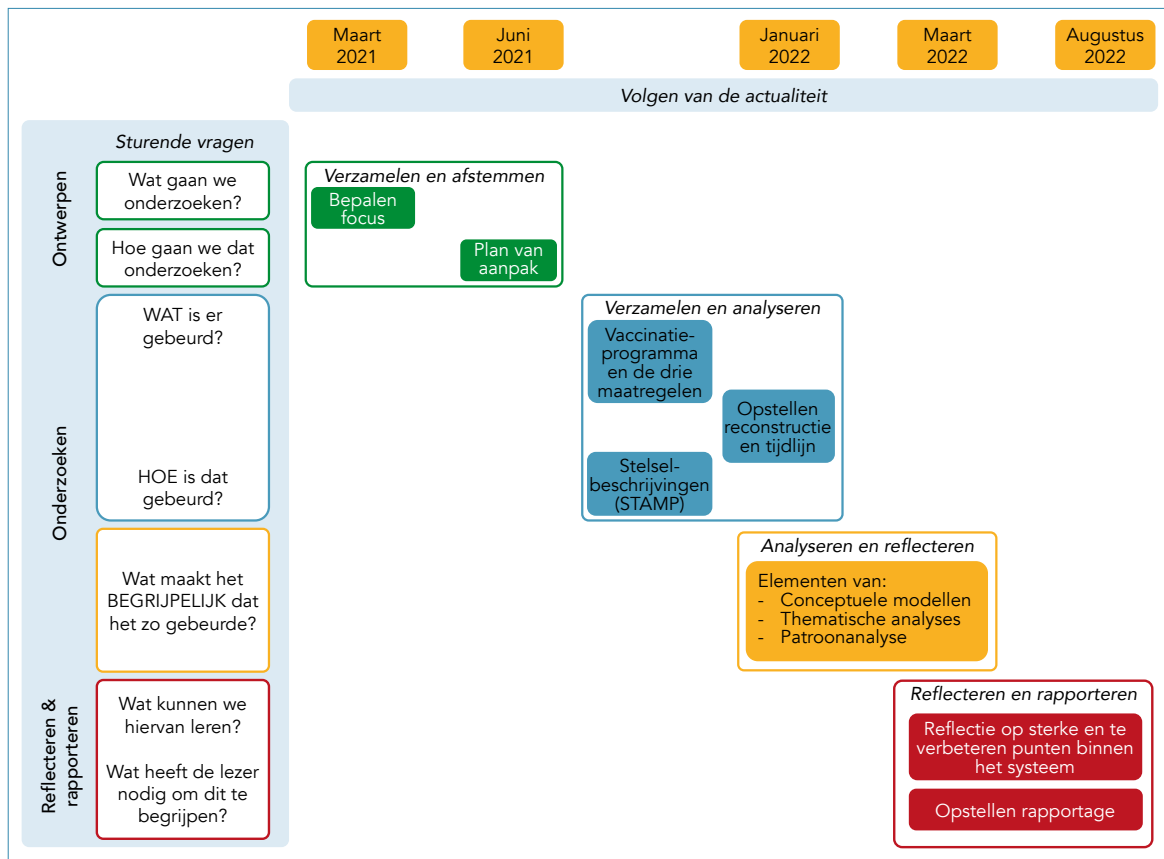 Maart
2021
Juni
2021
Januari
2022
Maart
2022
Augustus
2022
Volgen van de actualiteit
Sturende vragen
Ontwerpen
Wat gaan we
onderzoeken?
Hoe gaan we dat
onderzoeken?
Verzamelen en afstemmen
Bepalen
focus
Plan van
aanpak
Onderzoeken
WAT is er
gebeurd?
HOE is dat
gebeurd?
Verzamelen en analyseren
Vaccinatie-
programma
en de drie
maatregelen
Opstellen
reconstructie
en tijdlijn
Stelsel-
beschrijvingen
(STAMP)
Wat maakt het
BEGRIJPELIJK dat
het zo gebeurde?
Analyseren en reflecteren
Elementen van:
- Conceptuele modellen
- Thematische analyses
- Patroonanalyse
Reflecteren &
rapporteren
Wat kunnen we
hiervan leren?
Wat heeft de lezer
nodig om dit te
begrijpen?
Reflecteren en rapporteren
Reflectie op sterke en te
verbeteren punten binnen
het systeem
Opstellen rapportage